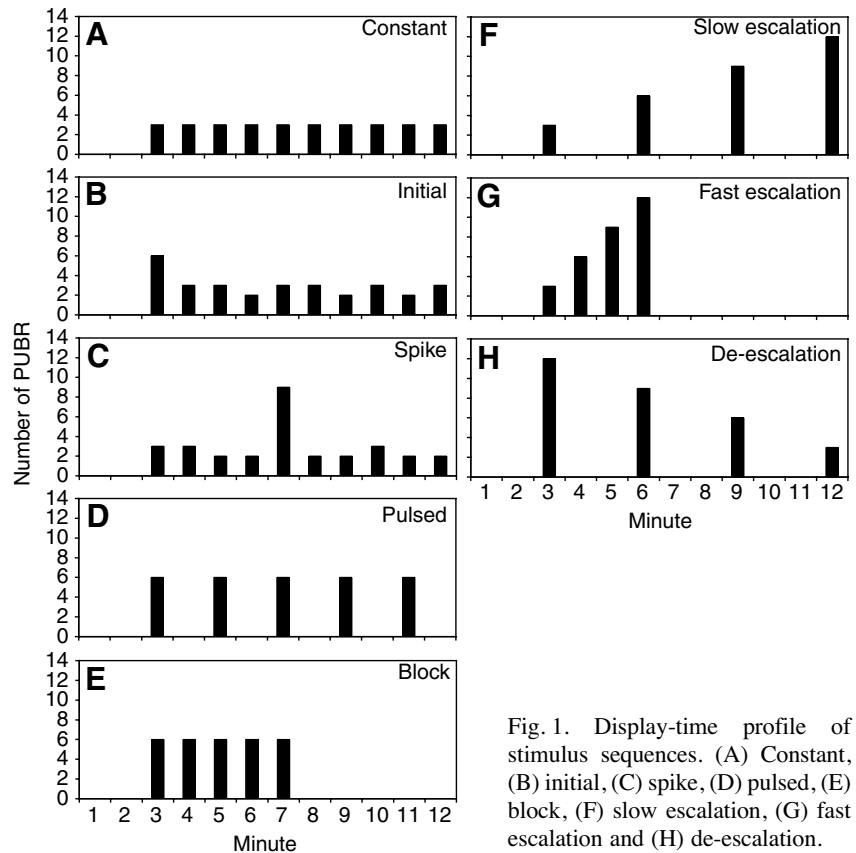 A
Constant
14
12
10
8
6
4
2
0
B
Initial
14
12
10
8
6
4
2
0
C
Spike
14
12
10
8
6
4
2
0
D
Pulsed
14
12
10
8
6
4
2
0
E
Block
14
12
10
8
6
4
2
0
1 2 3 4 5 6 7 8 9 10 11 12
Minute
Number of PUBR
F
Slow escalation
G
Fast escalation
H
De-escalation
1 2 3 4 5 6 7 8 9 10 11 12
Minute
Fig. 1. Display-time profile of
stimulus sequences. (A) Constant,
(B) initial, (C) spike, (D) pulsed, (E)
block, (F) slow escalation, (G) fast
escalation and (H) de-escalation.